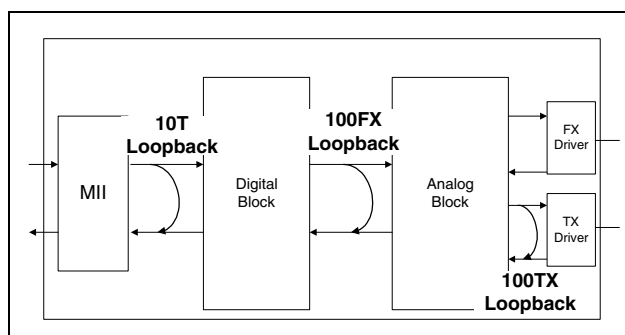 10T
Loopback
100FX
Loopback
MII
Digital
Block
Analog
Block
FX
Driver
TX
Driver
100TX
Loopback